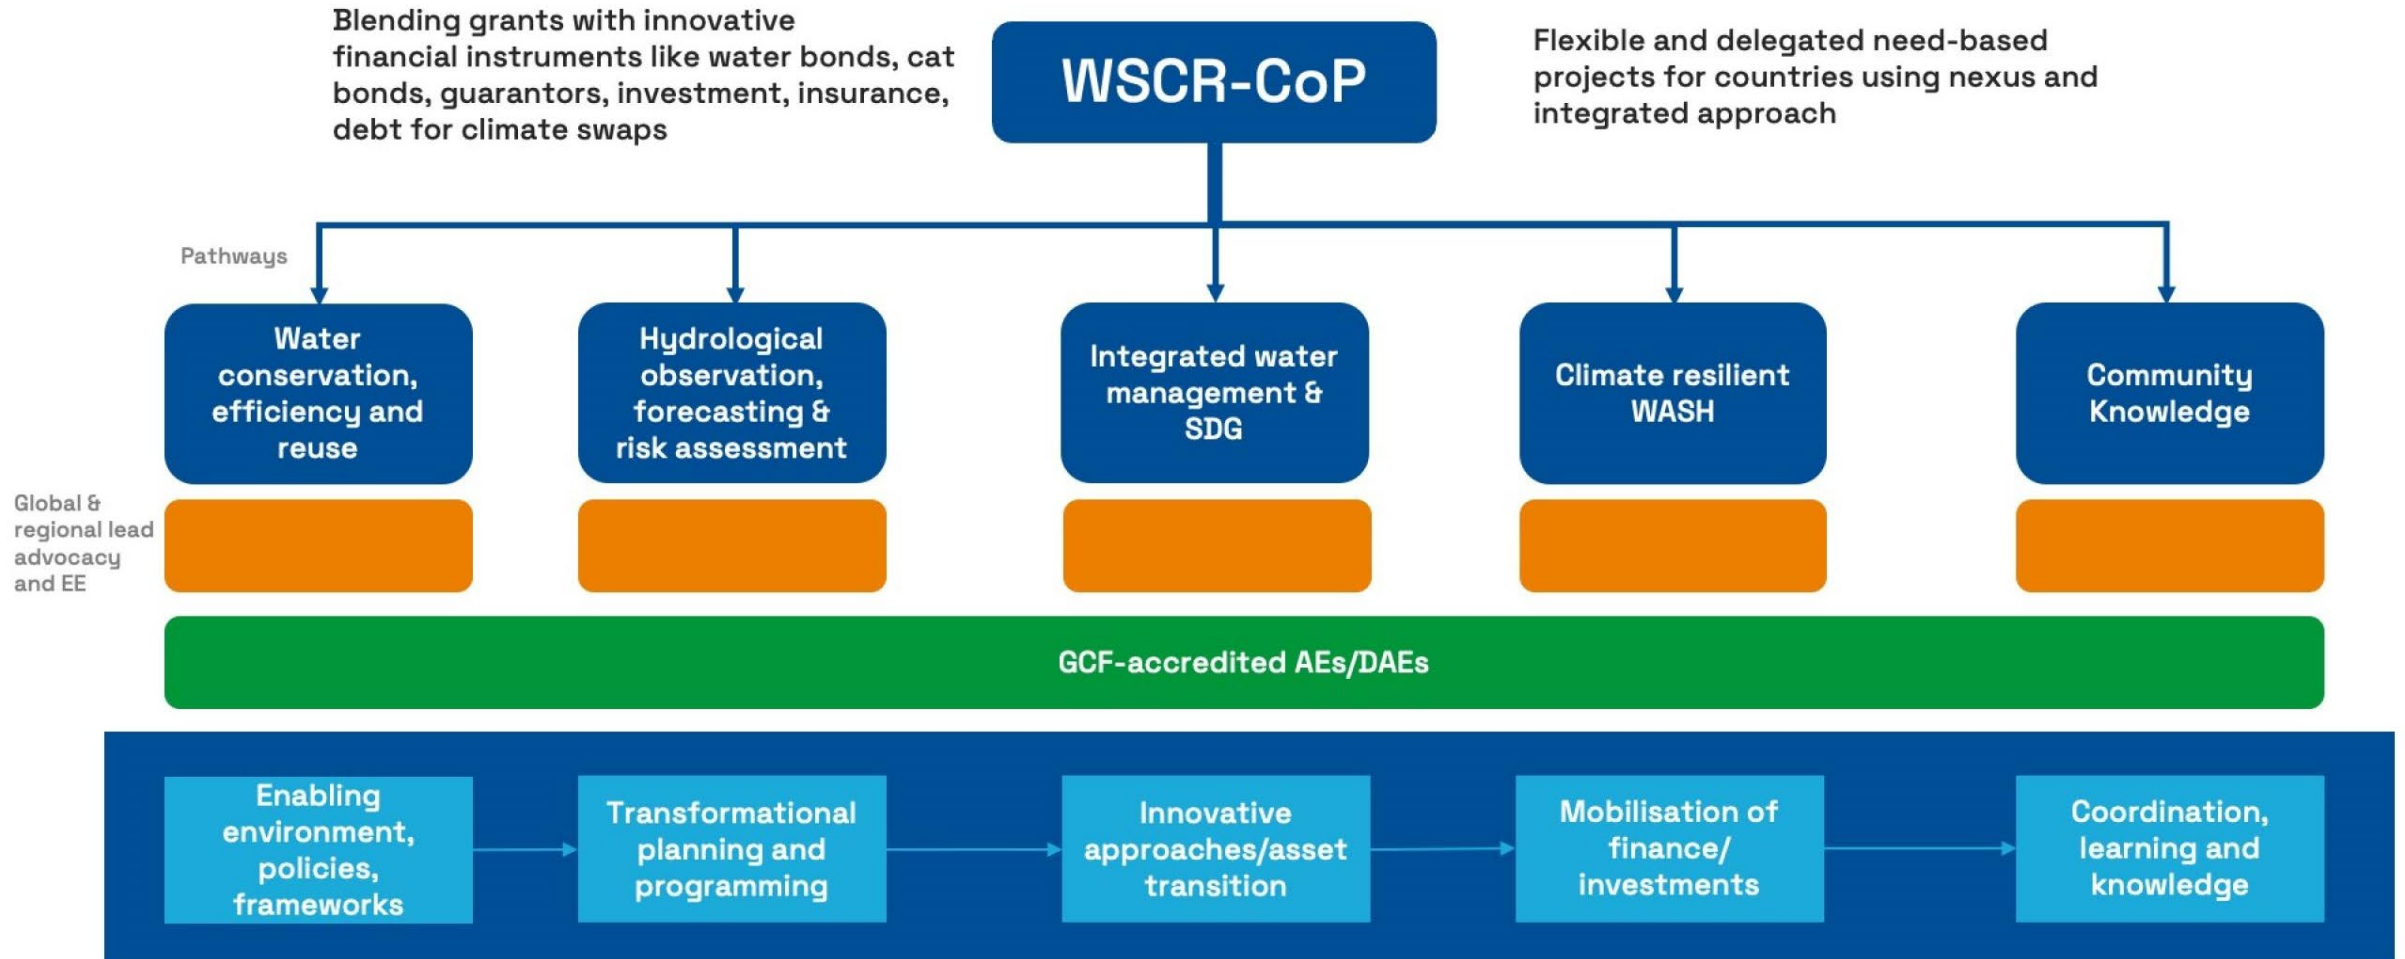 Blending grants with innovative
financial instruments like water bonds, cat
bonds, guarantors, investment, insurance,
debt for climate swaps
WSCR-CoP
Flexible and delegated need-based
projects for countries using nexus and
integrated approach
Pathways
Water
conservation,
efficiency and
reuse
Hydrological
observation,
forecasting &
risk assessment
Integrated water
management &
SDG
Climate resilient
WASH
Community
Knowledge
Global &
regional lead
advocacy
and EE
GCF-accredited AEs/DAEs
Enabling
environment,
policies,
frameworks
Transformational
planning and
programming
Innovative
approaches/asset
transition
Mobilisation of
finance/
investments
Coordination,
learning and
knowledge